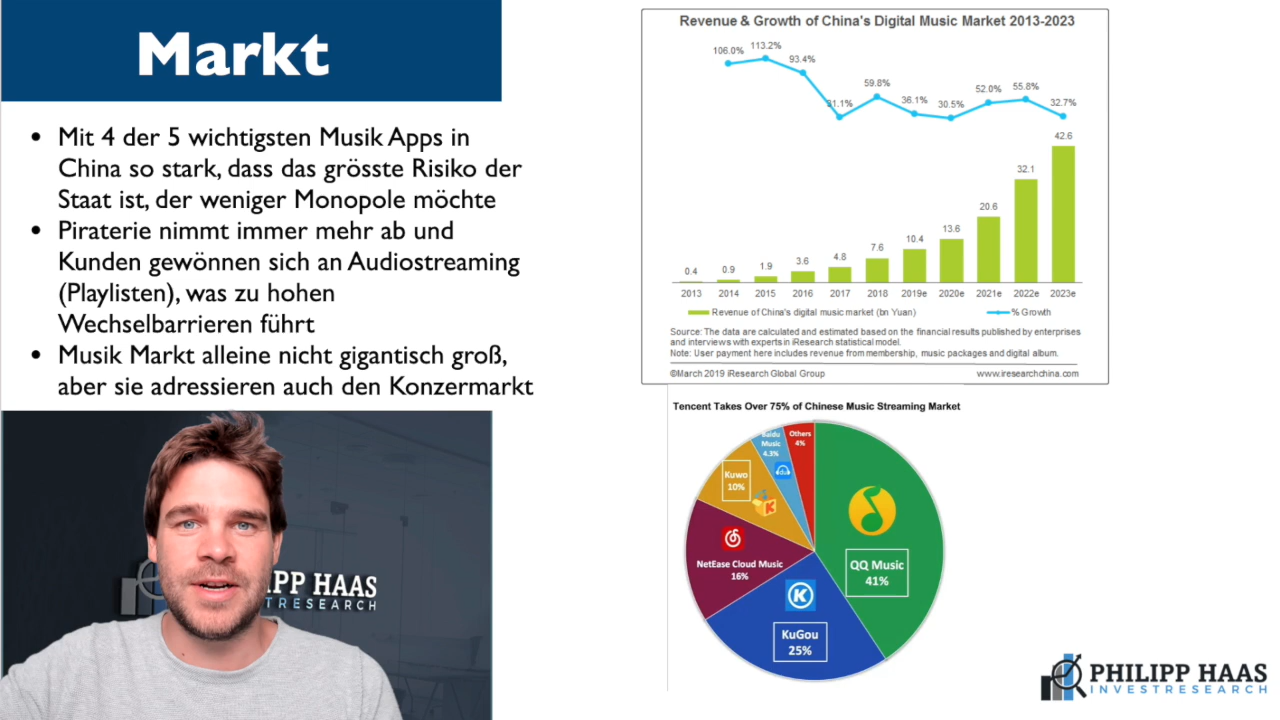 Markt
• Mit 4 der 5 wichtigsten Musik Apps in
China so stark, dass das grösste Risiko der
Staat ist, der weniger Monopole möchte
• Piraterie nimmt immer mehr ab und
Kunden gewönnen sich an Audiostreaming
(Playlisten), was zu hohen
Wechselbarrieren führt
• Musik Markt alleine nicht gigantisch groß,
aber sie adressieren auch den Konzermarkt
Revenue & Growth of China's Digital Music Market 2013-2023
106.0% 113.2% 93.4% 31.1% 59.8% 36.1% 30.5% 52.0% 55.8% 32.7%
0.4 0.9 1.9 3.6 4.8 7.6 10.4 13.6 20.6 32.1 42.6
2013 2014 2015 2016 2017 2018 2019e 2020e 2021e 2022e 2023e
Revenue of China's digital music market (bn Yuan) % Growth
Source: The data are calculated and estimated based on the financial results published by enterprises
and interviews with experts in iResearch statistical model.
Note: User payment here includes revenue from membership, music packages and digital album.
©March 2019 iResearch Global Group www.iresearchchina.com
Tencent Takes Over 75% of Chinese Music Streaming Market
Baidu
Music
4.3%
Others
4%
Kuwo
10%
NetEase Cloud Music
16%
QQ Music
41%
KuGou
25%
IPP HAAS
TRESEARCH
PHILIPP HAAS
INVESTRESEARCH